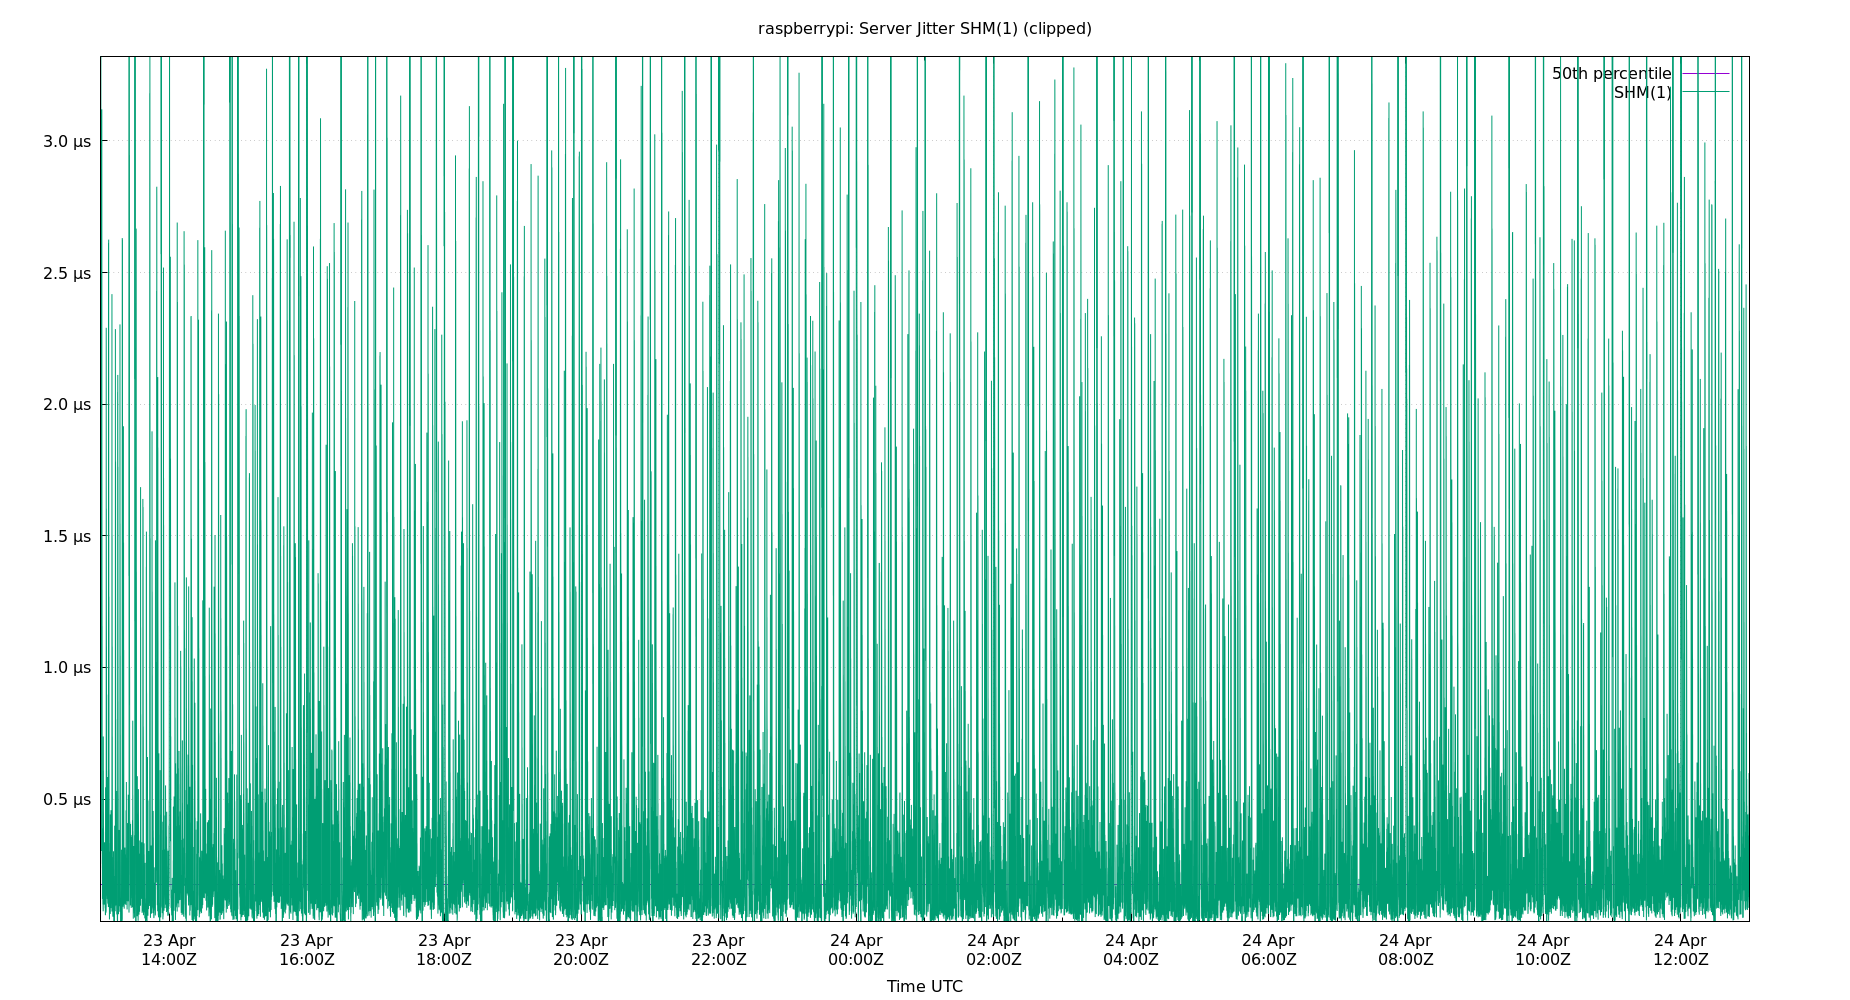 raspberrypi: Server Jitter SHM(1) (clipped)
50th percentile
SHM(1)
3.0 µs
2.5 µs
2.0 µs
1.5 µs
1.0 µs
0.5 µs
23 Apr 23 Apr 23 Apr 23 Apr 23 Apr 24 Apr 24 Apr 24 Apr 24 Apr 24 Apr 24 Apr 24 Apr
14:00Z 16:00Z 18:00Z 20:00Z 22:00Z 00:00Z 02:00Z 04:00Z 06:00Z 08:00Z 10:00Z 12:00Z
Time UTC